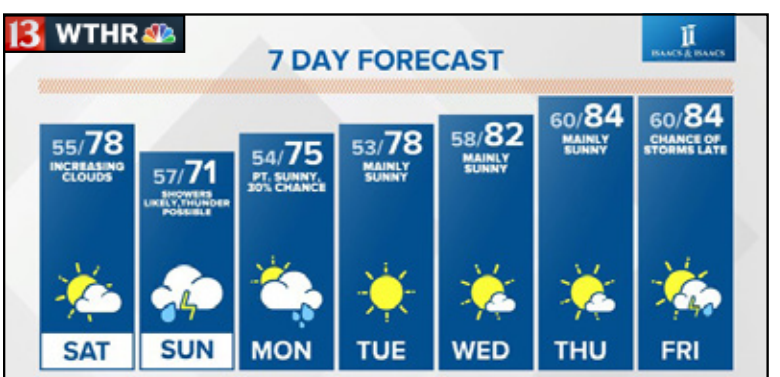 13 WTHR
ISAACS & ISAACS
7 DAY FORECAST
55/78
INCREASING
CLOUDS
SAT
57/71
SHOWERS
LIKELY,THUNDER
POSSIBLE
SUN
54/75
PT. SUNNY,
30% CHANCE
MON
53/78
MAINLY
SUNNY
TUE
58/82
MAINLY
SUNNY
WED
60/84
MAINLY
SUNNY
THU
60/84
CHANCE OF
STORMS LATE
FRI